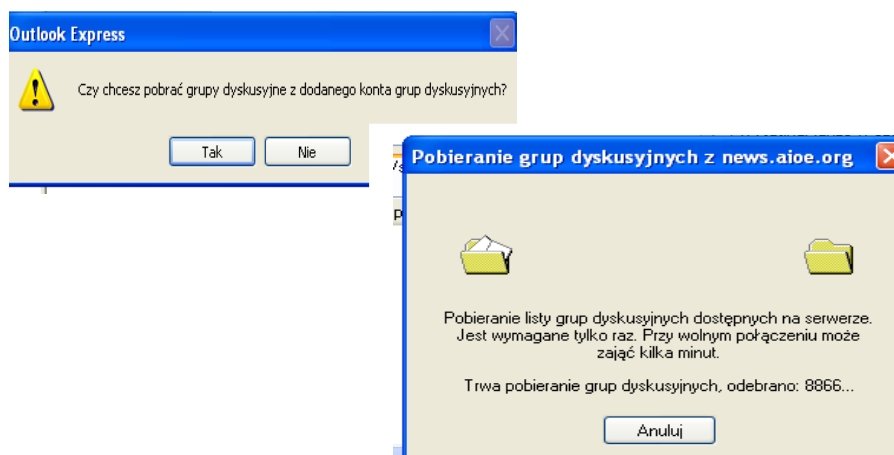 Outlook Express
Czy chcesz pobrać grupy dyskusyjne z dodanego konta grup dyskusyjnych?
Tak
Nie
Pobieranie grup dyskusyjnych z news.aioe.org
Pobieranie listy grup dyskusyjnych dostępnych na serwerze.
Jest wymagane tylko raz. Przy wolnym połączeniu może
zająć kilka minut.
Trwa pobieranie grup dyskusyjnych, odebrano: 8866...
Anuluj